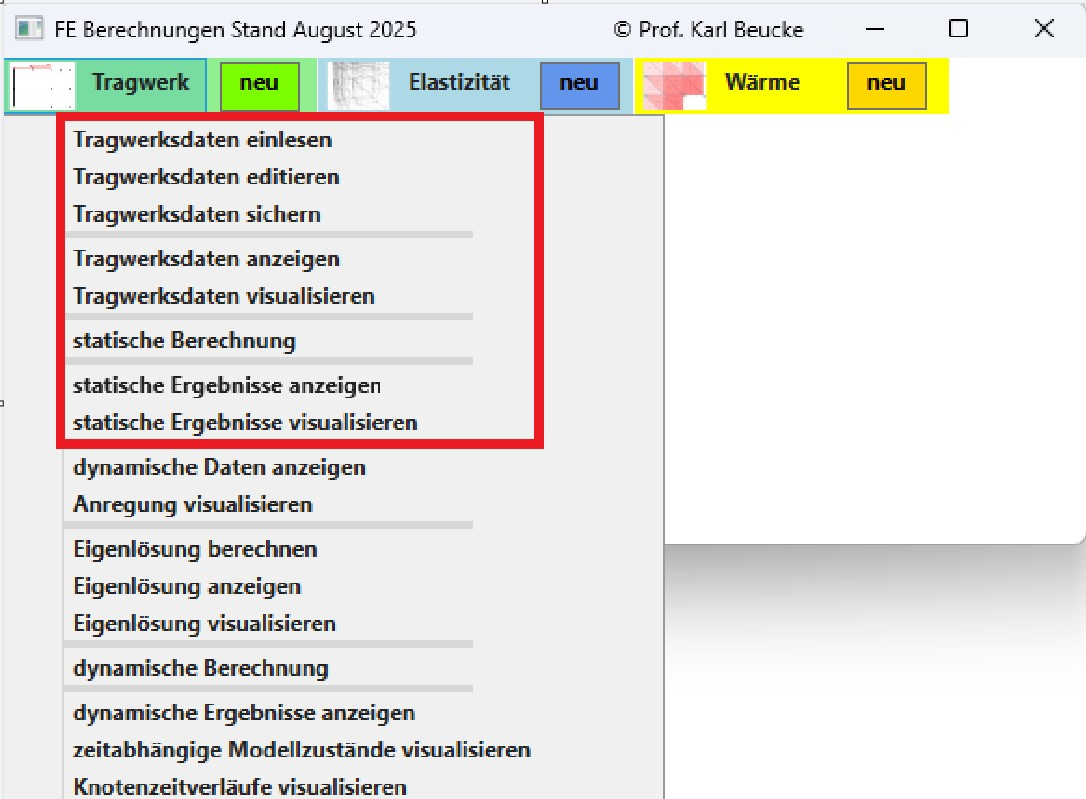 FE Berechnungen Stand August 2025 © Prof. Karl Beucke
Tragwerk neu Elastizität neu Wärme neu
Tragwerksdaten einlesen
Tragwerksdaten editieren
Tragwerksdaten sichern
Tragwerksdaten anzeigen
Tragwerksdaten visualisieren
statische Berechnung
statische Ergebnisse anzeigen
statische Ergebnisse visualisieren
dynamische Daten anzeigen
Anregung visualisieren
Eigenlösung berechnen
Eigenlösung anzeigen
Eigenlösung visualisieren
dynamische Berechnung
dynamische Ergebnisse anzeigen
zeitabhängige Modellzustände visualisieren
Knotenzeitverläufe visualisieren